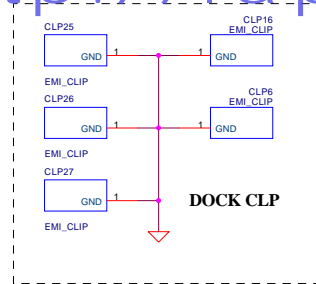 CLP25
GND 1
EMI_CLIP
CLP16
EMI_CLIP
1 GND
CLP26
GND 1
EMI_CLIP
CLP6
EMI_CLIP
1 GND
CLP27
GND 1
EMI_CLIP
DOCK CLP